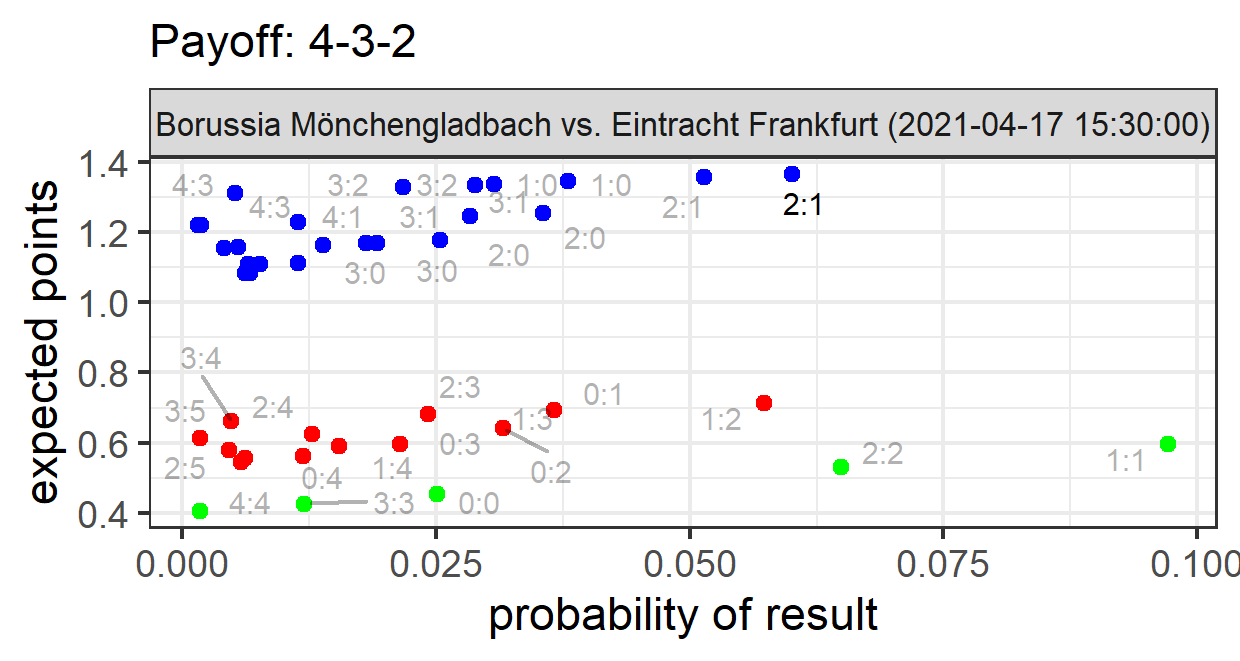 Payoff: 4-3-2
Borussia Mönchengladbach vs. Eintracht Frankfurt (2021-04-17 15:30:00)
expected points
1.4
1.2
1.0
0.8
0.6
0.4
4:3 3:2 3:2 1:0 1:0
4:3 4:1 3:1 3:1 2:1 2:1
3:0 3:0 2:0 2:0
3:4
3:5 2:4 2:3 1:3 0:1 1:2
2:5 0:4 1:4 0:3 0:2 2:2 1:1
4:4 3:3 0:0
0.000 0.025 0.050 0.075 0.100
probability of result